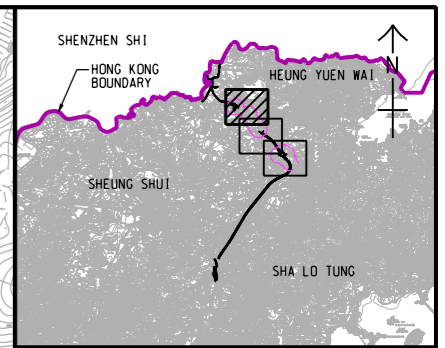 SHENZHEN SHI
HONG KONG
BOUNDARY
HEUNG YUEN WAI
N
SHEUNG SHUI
SHA LO TUNG